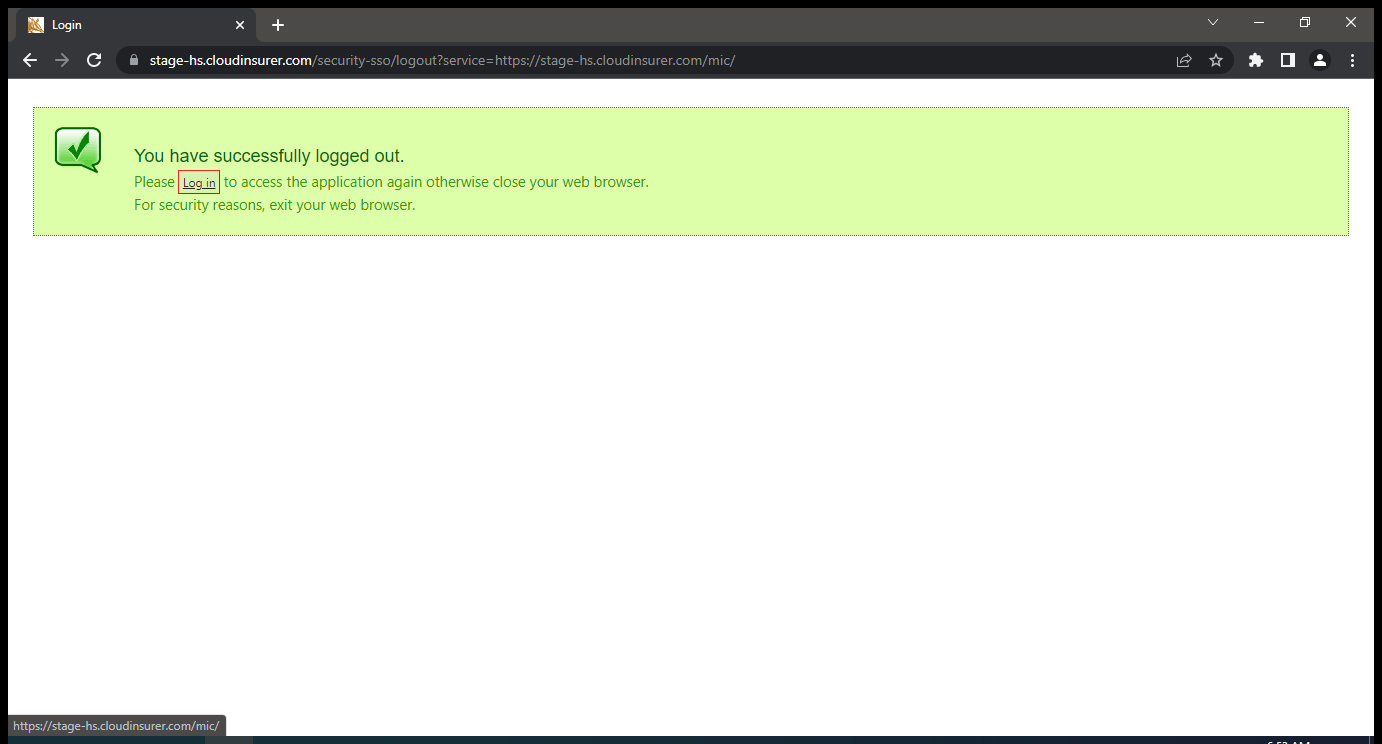 Login
stage-hs.cloudinsurer.com/security-sso/logout?service=https://stage-hs.cloudinsurer.com/mic/
You have successfully logged out.
Please Log in to access the application again otherwise close your web browser.
For security reasons, exit your web browser.
https://stage-hs.cloudinsurer.com/mic/